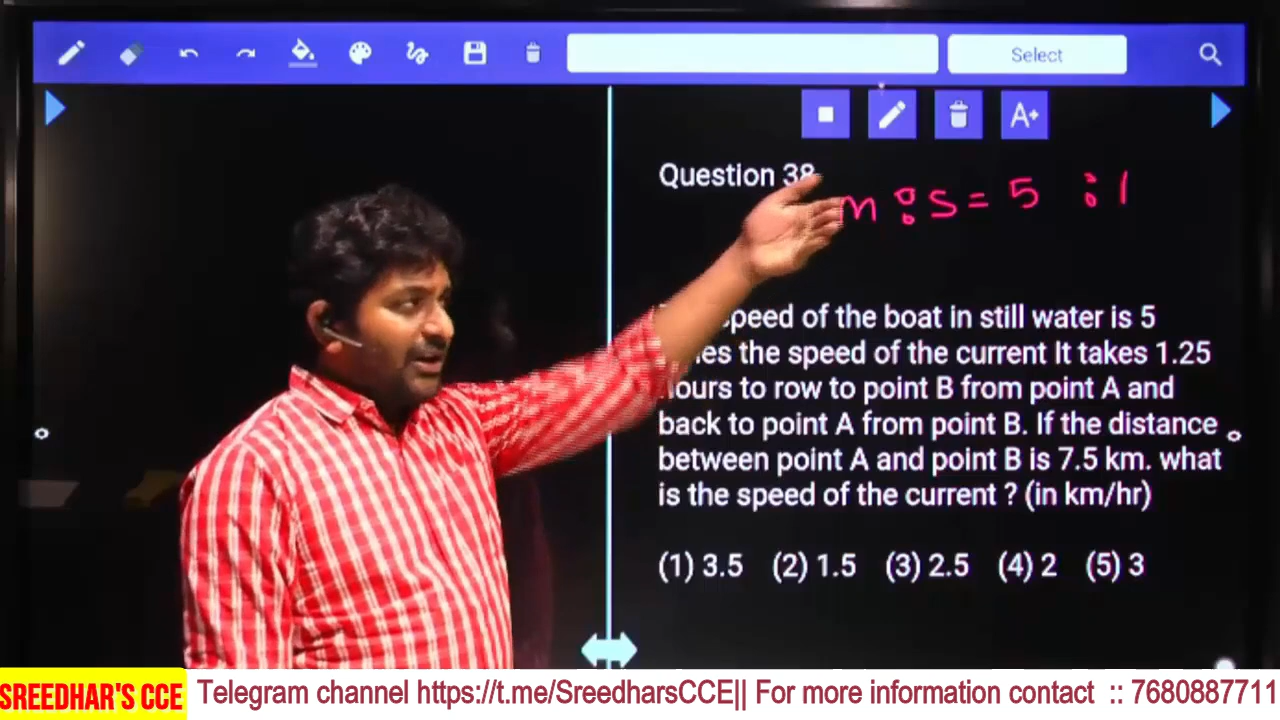 Select
A+
Question 38
m : s = 5 : 1
speed of the boat in still water is 5
the speed of the current It takes 1.25
hours to row to point B from point A and
back to point A from point B. If the distance
between point A and point B is 7.5 km. what
is the speed of the current ? (in km/hr)
(1) 3.5 (2) 1.5 (3) 2.5 (4) 2 (5) 3
SREEDHAR'S CCE Telegram channel https://t.me/SreedharsCCE|| For more information contact :: 7680887711